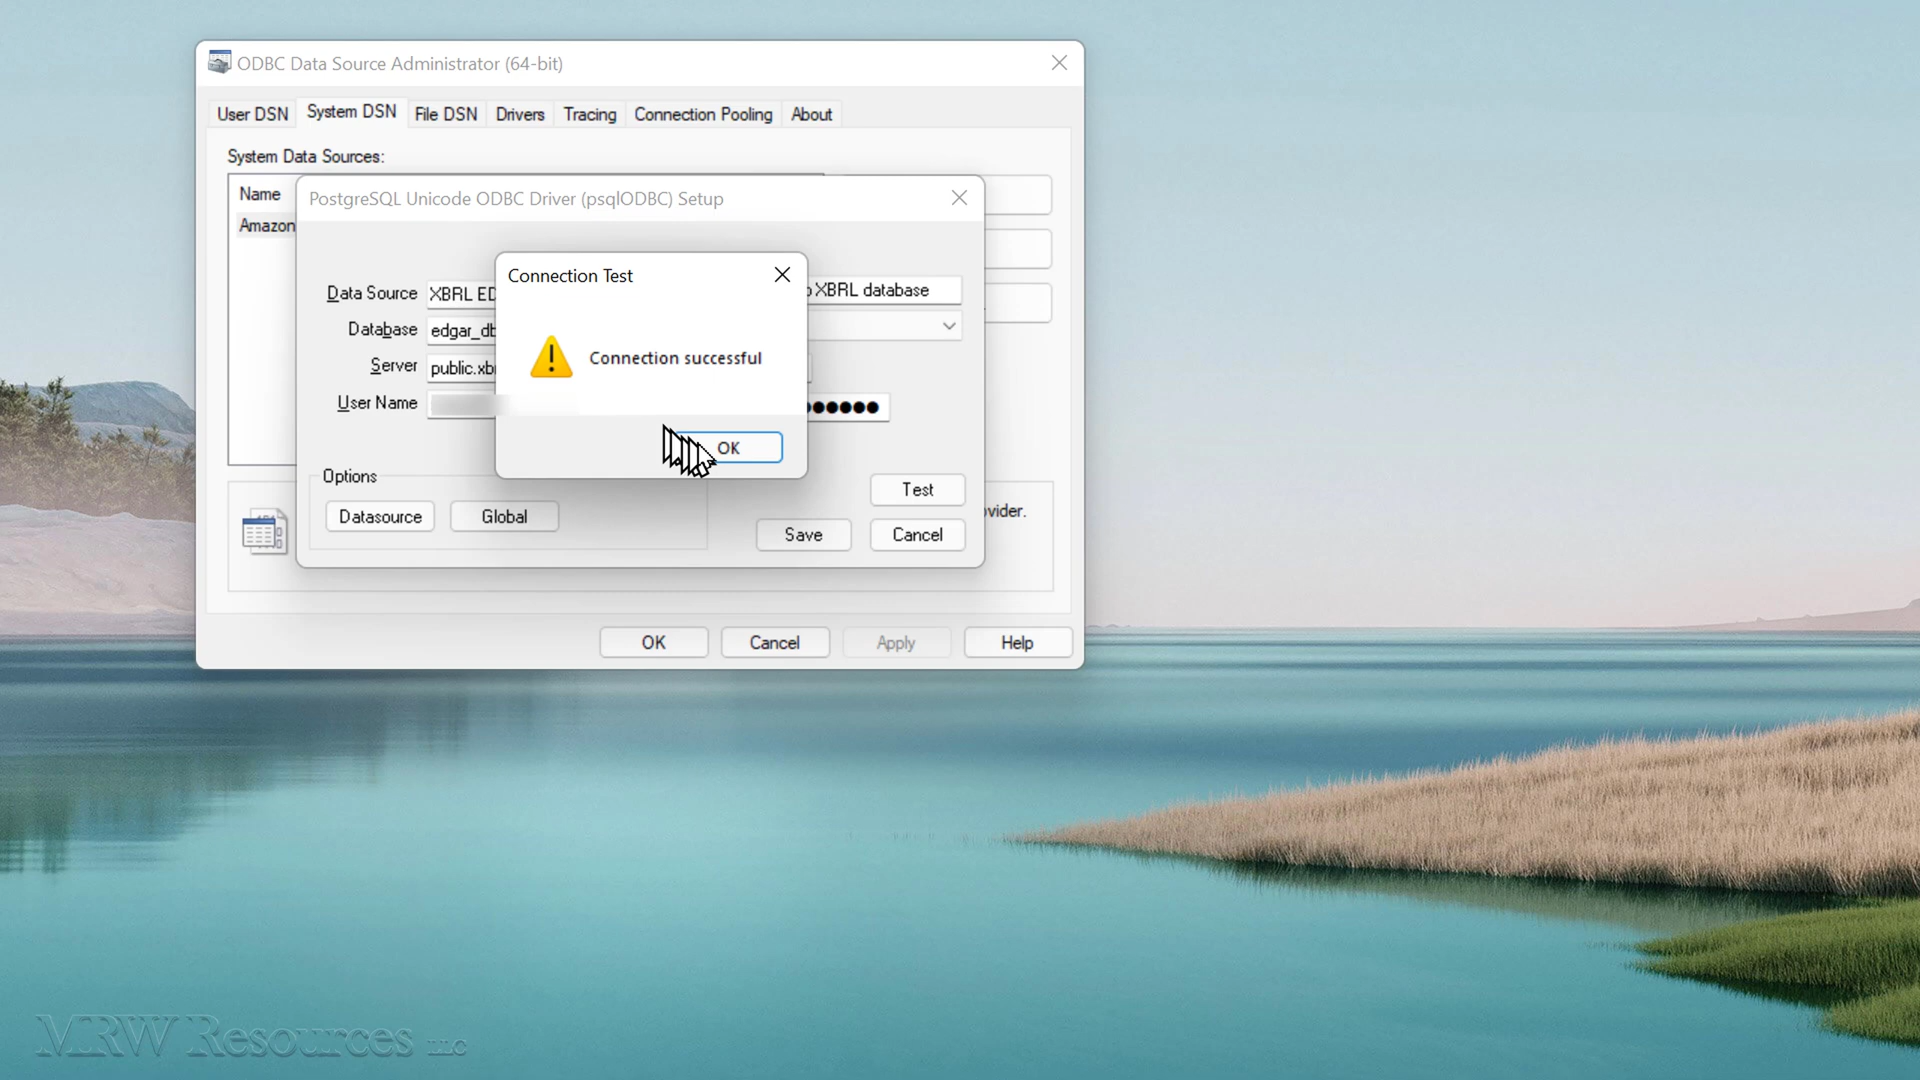 ODBC Data Source Administrator (64-bit)
User DSN System DSN File DSN Drivers Tracing Connection Pooling About
System Data Sources:
Name
Amazon
PostgreSQL Unicode ODBC Driver (psqlODBC) Setup
Data Source XBRL ED
XBRL database
Database edgar_db
Server public.xb
User Name
Connection Test
Connection successful
OK
Options
Datasource Global
Test
Save Cancel
ovider.
OK Cancel Apply Help
MRW Resources LLC